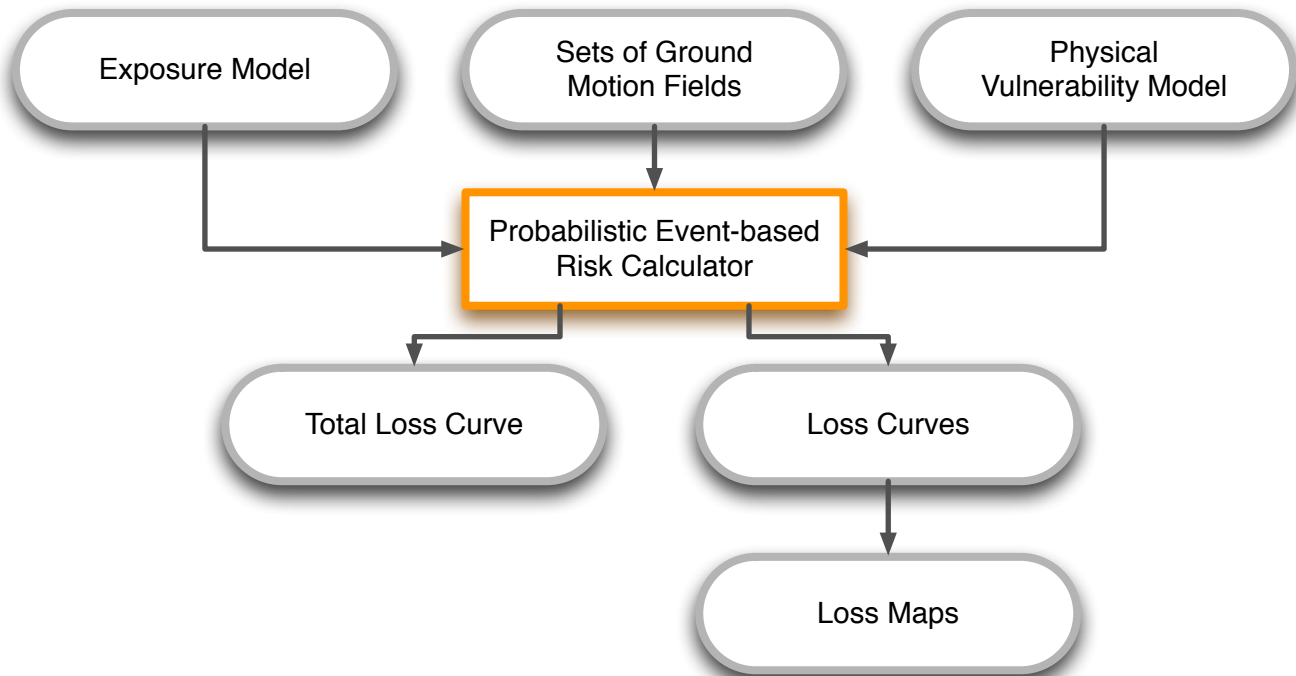 Exposure Model
Sets of Ground
Motion Fields
Physical
Vulnerability Model
Probabilistic Event-based
Risk Calculator
Total Loss Curve
Loss Curves
Loss Maps